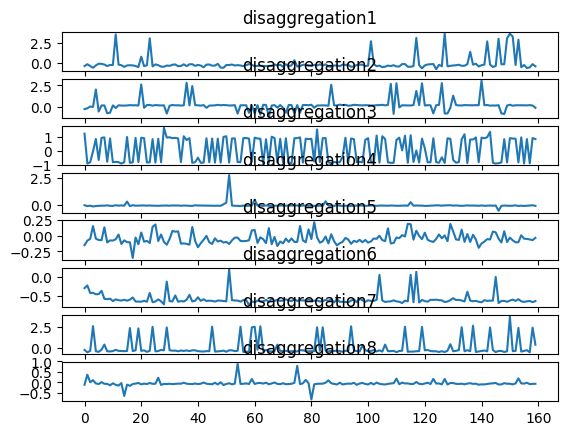 disaggregation1
2.5
0.0
disaggregation2
2.5
0.0
disaggregation3
1
0
−1
disaggregation4
2.5
0.0
disaggregation5
0.25
0.00
−0.25
disaggregation6
0.0
−0.5
disaggregation7
2.5
0.0
disaggregation8
1.0
0.5
0.0
−0.5
0 20 40 60 80 100 120 140 160